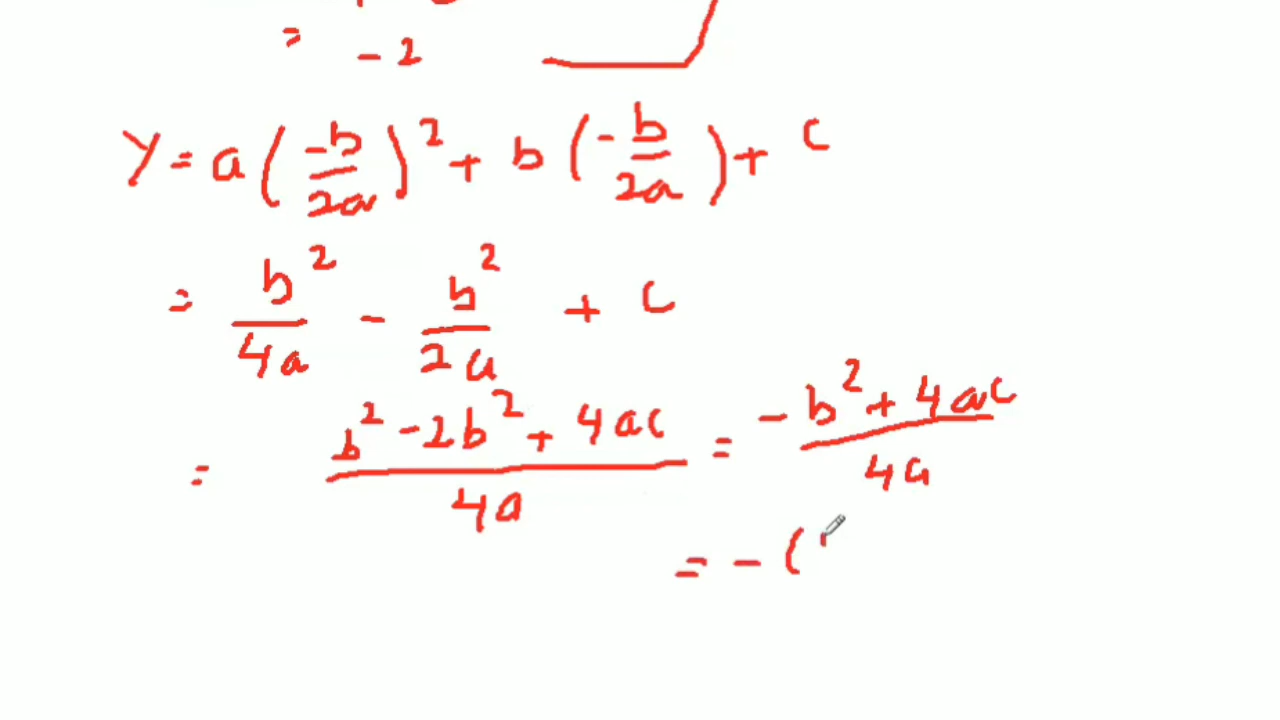 =
- 2
Y = a (-b/2a)² + b (-b/2a) + c
= b²/4a - b²/2a + c
= (b² - 2b² + 4ac)/4a = (-b² + 4ac)/4a
= - (